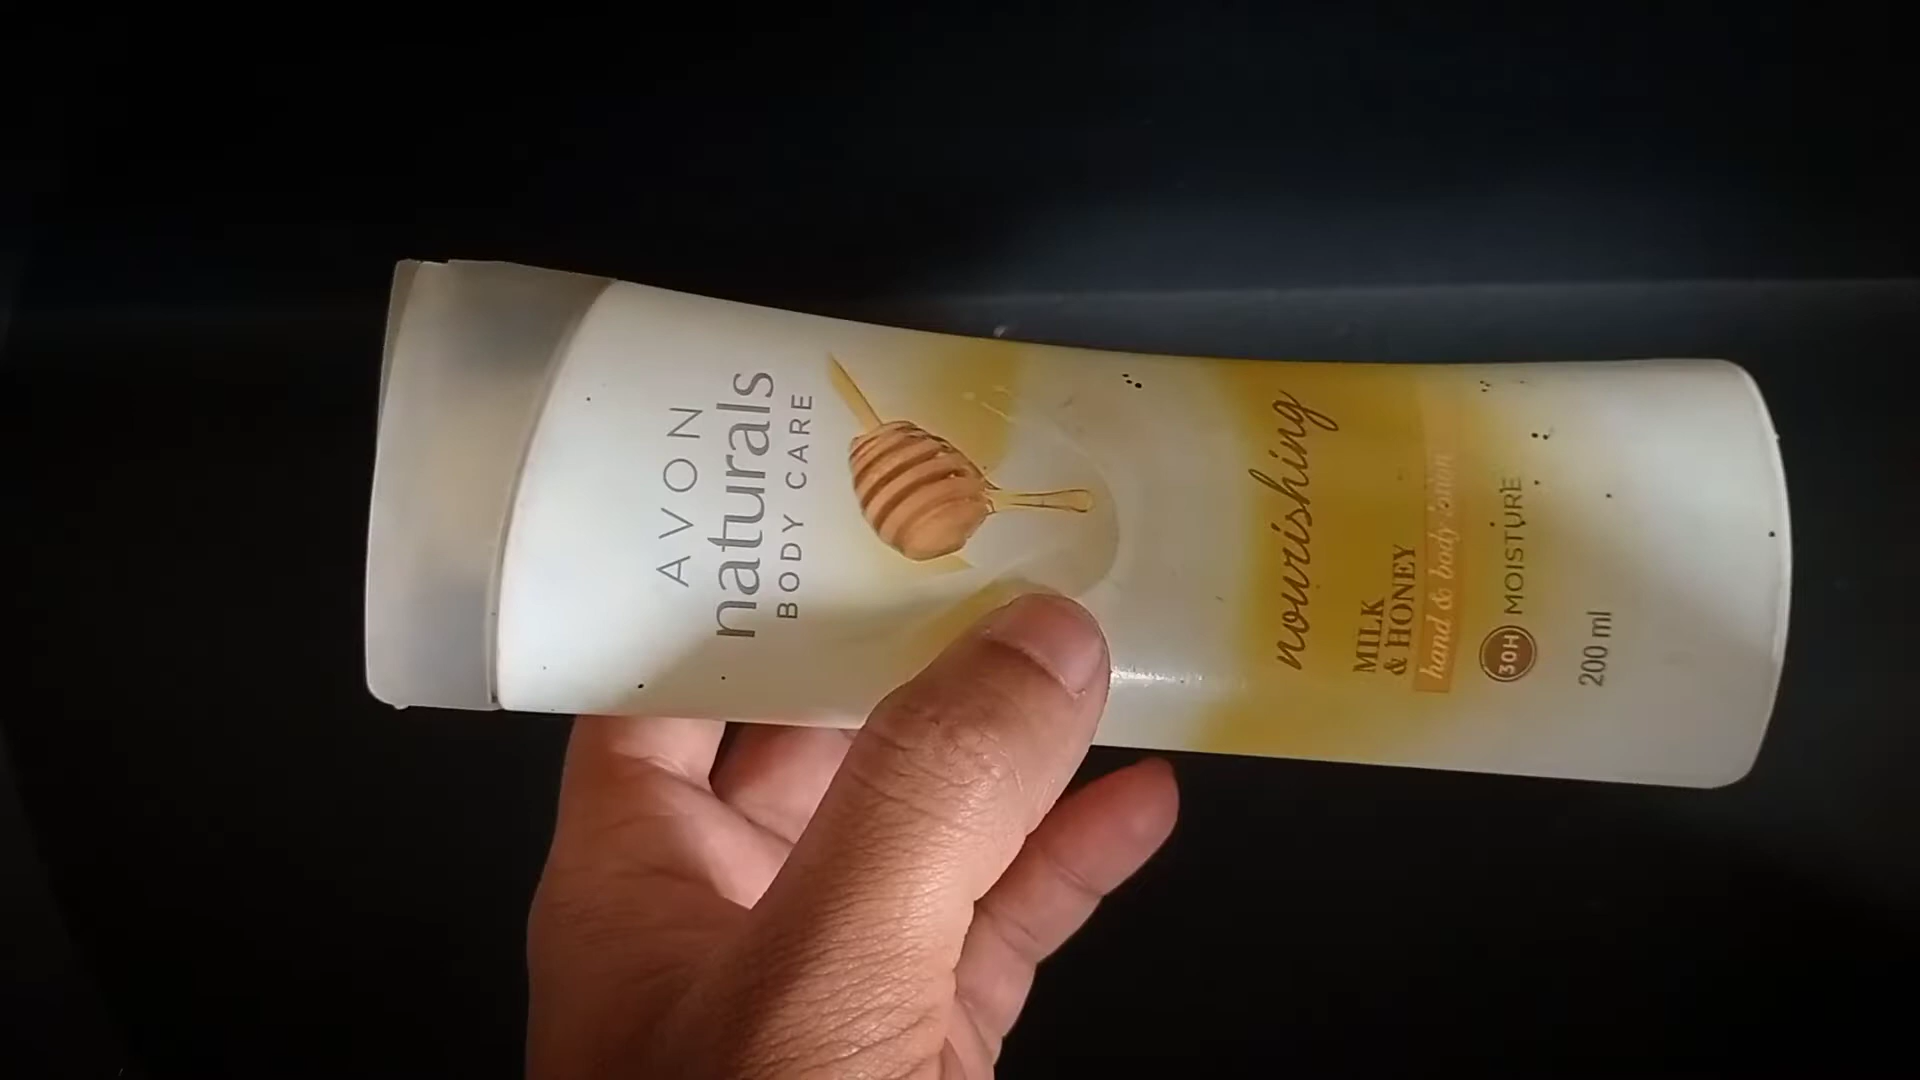 AVON
naturals
BODY CARE
nourishing
MILK
& HONEY
hand & body lotion
30H MOISTURE
200 ml